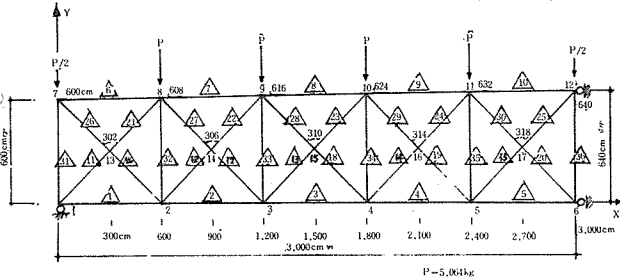 Y
P/2
P
P
P
P
P/2
7 600cm 6 8 608 7 9 616 8 10 624 9 11 632 10 12
640
26 21 27 22 28 23 29 24 30 25
302 306 310 314 318
600cm
31 11 13 32 14 33 15 18 34 16 19 35 17 20 36
640cm
1 1 2 2 3 3 4 4 5 5 6 X
300cm 600 900 1,200 1,500 1,800 2,100 2,400 2,700 3,000cm
3,000cm
P=5,064kg